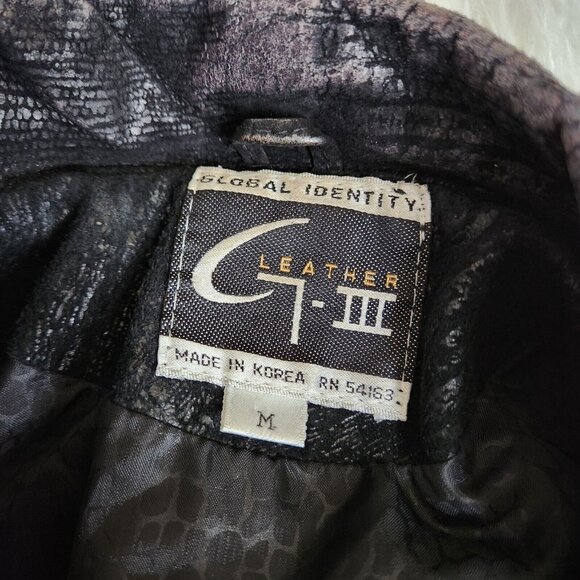 GLOBAL IDENTITY
LEATHER
G-III
MADE IN KOREA RN 54163
M